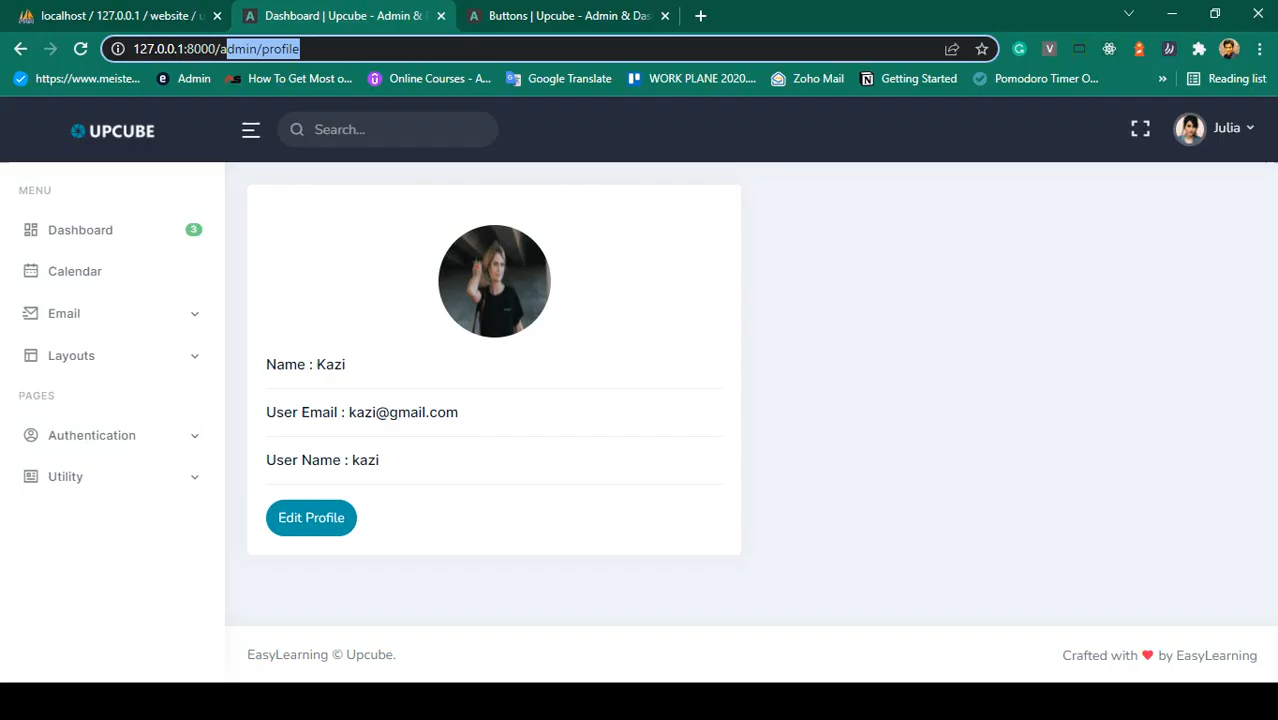 localhost / 127.0.0.1 / website / u
Dashboard | Upcube - Admin &
Buttons | Upcube - Admin & Das
127.0.0.1:8000/admin/profile
https://www.meiste...
Admin
How To Get Most o...
Online Courses - A...
Google Translate
WORK PLANE 2020....
Zoho Mail
Getting Started
Pomodoro Timer O...
»
Reading list
UPCUBE
Search...
Julia
MENU
Dashboard
3
Calendar
Email
Layouts
PAGES
Authentication
Utility
Name : Kazi
User Email : kazi@gmail.com
User Name : kazi
Edit Profile
EasyLearning © Upcube.
Crafted with ♥ by EasyLearning